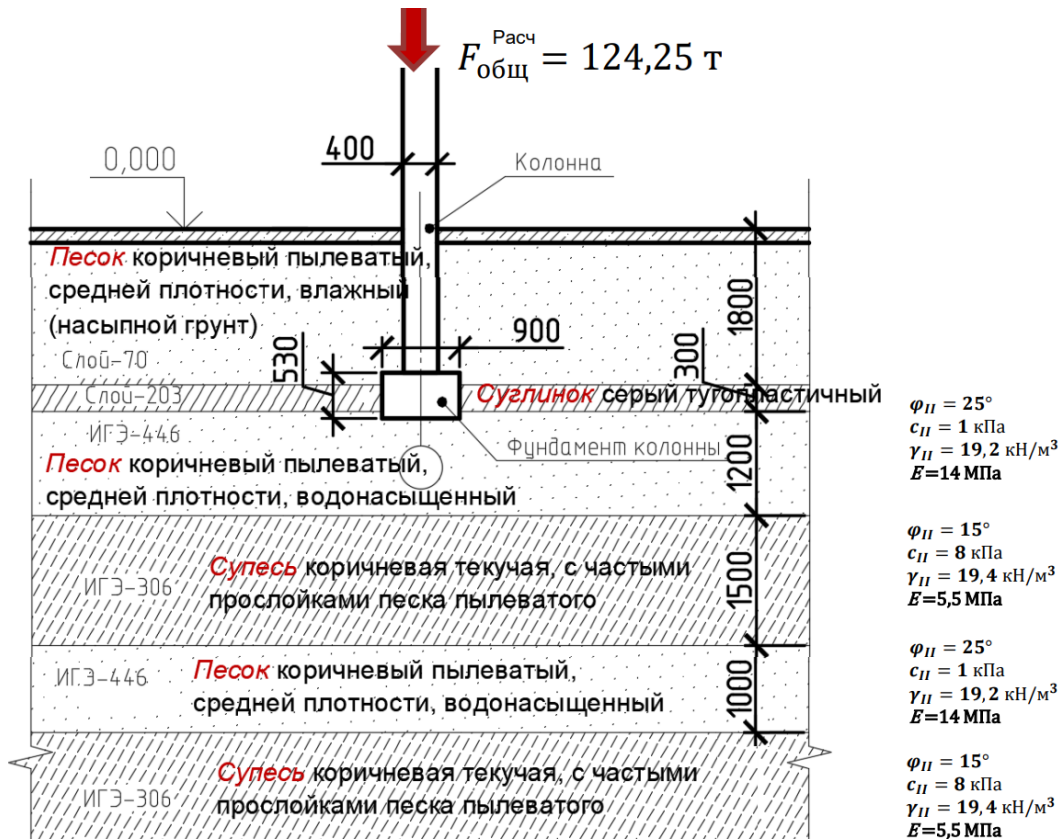 Расч
F общ = 124,25 т
400
0,000
Колонна
Песок коричневый пылеватый,
средней плотности, влажный
(насыпной грунт)
1800
900
530
300
Слой-70
Слой-203
Суглинок серый тугопластичный
ИГЭ-446
Фундамент колонны
Песок коричневый пылеватый,
средней плотности, водонасыщенный
1200
φII = 25°
cII = 1 кПа
γII = 19,2 кН/м³
E=14 МПа
ИГЭ-306
Супесь коричневая текучая, с частыми
прослойками песка пылеватого
1500
φII = 15°
cII = 8 кПа
γII = 19,4 кН/м³
E=5,5 МПа
ИГЭ-446
Песок коричневый пылеватый,
средней плотности, водонасыщенный
1000
φII = 25°
cII = 1 кПа
γII = 19,2 кН/м³
E=14 МПа
ИГЭ-306
Супесь коричневая текучая, с частыми
прослойками песка пылеватого
φII = 15°
cII = 8 кПа
γII = 19,4 кН/м³
E=5,5 МПа